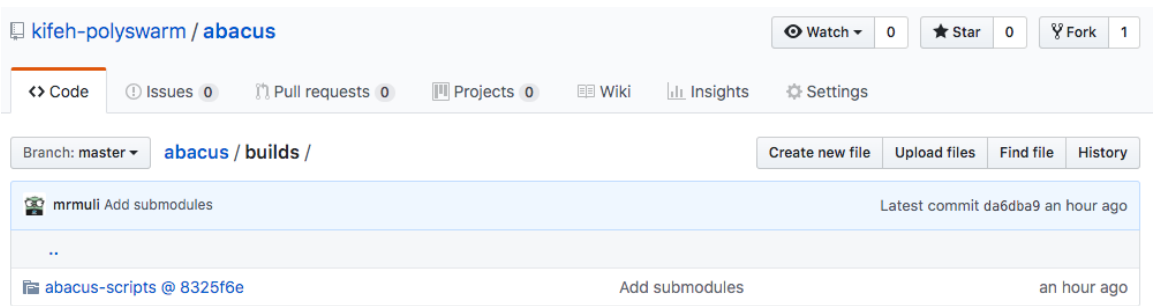 kifeh-polyswarm / abacus Watch 0 Star 0 Fork 1
Code Issues 0 Pull requests 0 Projects 0 Wiki Insights Settings
Branch: master abacus / builds / Create new file Upload files Find file History
mrmuli Add submodules Latest commit da6dba9 an hour ago
..
abacus-scripts @ 8325f6e Add submodules an hour ago